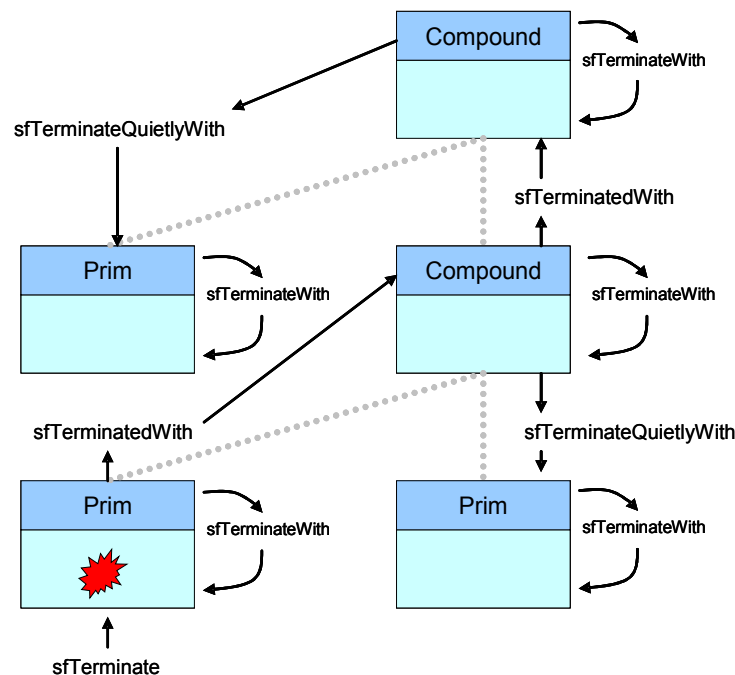 Compound
sfTerminateWith
sfTerminateQuietlyWith
sfTerminatedWith
Prim
sfTerminateWith
Compound
sfTerminateWith
sfTerminatedWith
sfTerminateQuietlyWith
Prim
sfTerminateWith
Prim
sfTerminateWith
sfTerminate